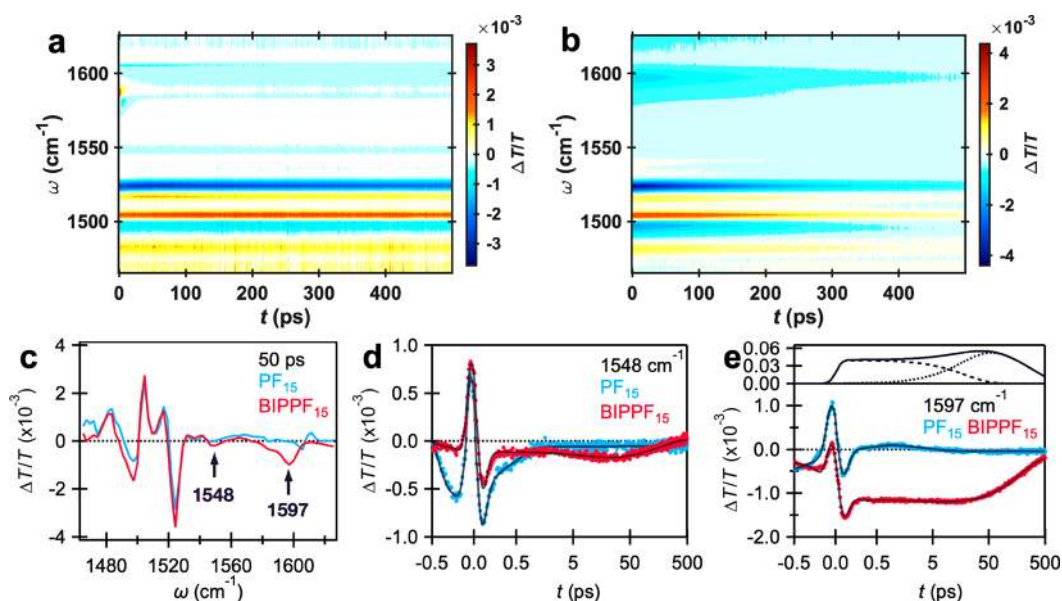 a
×10⁻³
1600
1550
1500
ω (cm⁻¹)
3
2
1
0
-1
-2
-3
ΔT/T
0 100 200 300 400
t (ps)
b
×10⁻³
1600
1550
1500
ω (cm⁻¹)
4
2
0
-2
-4
ΔT/T
0 100 200 300 400
t (ps)
c
50 ps
PF₁₅
BIPPF₁₅
ΔT/T (x10⁻³)
2
0
-2
-4
1548
1597
1480 1520 1560 1600
ω (cm⁻¹)
d
1548 cm⁻¹
PF₁₅
BIPPF₁₅
ΔT/T (x10⁻³)
1.0
0.5
0.0
-0.5
-1.0
-0.5 0.0 0.5 5 50 500
t (ps)
e
0.06
0.03
0.00
1597 cm⁻¹
PF₁₅ BIPPF₁₅
ΔT/T (x10⁻³)
1.0
0.0
-1.0
-2.0
-0.5 0.0 0.5 5 50 500
t (ps)